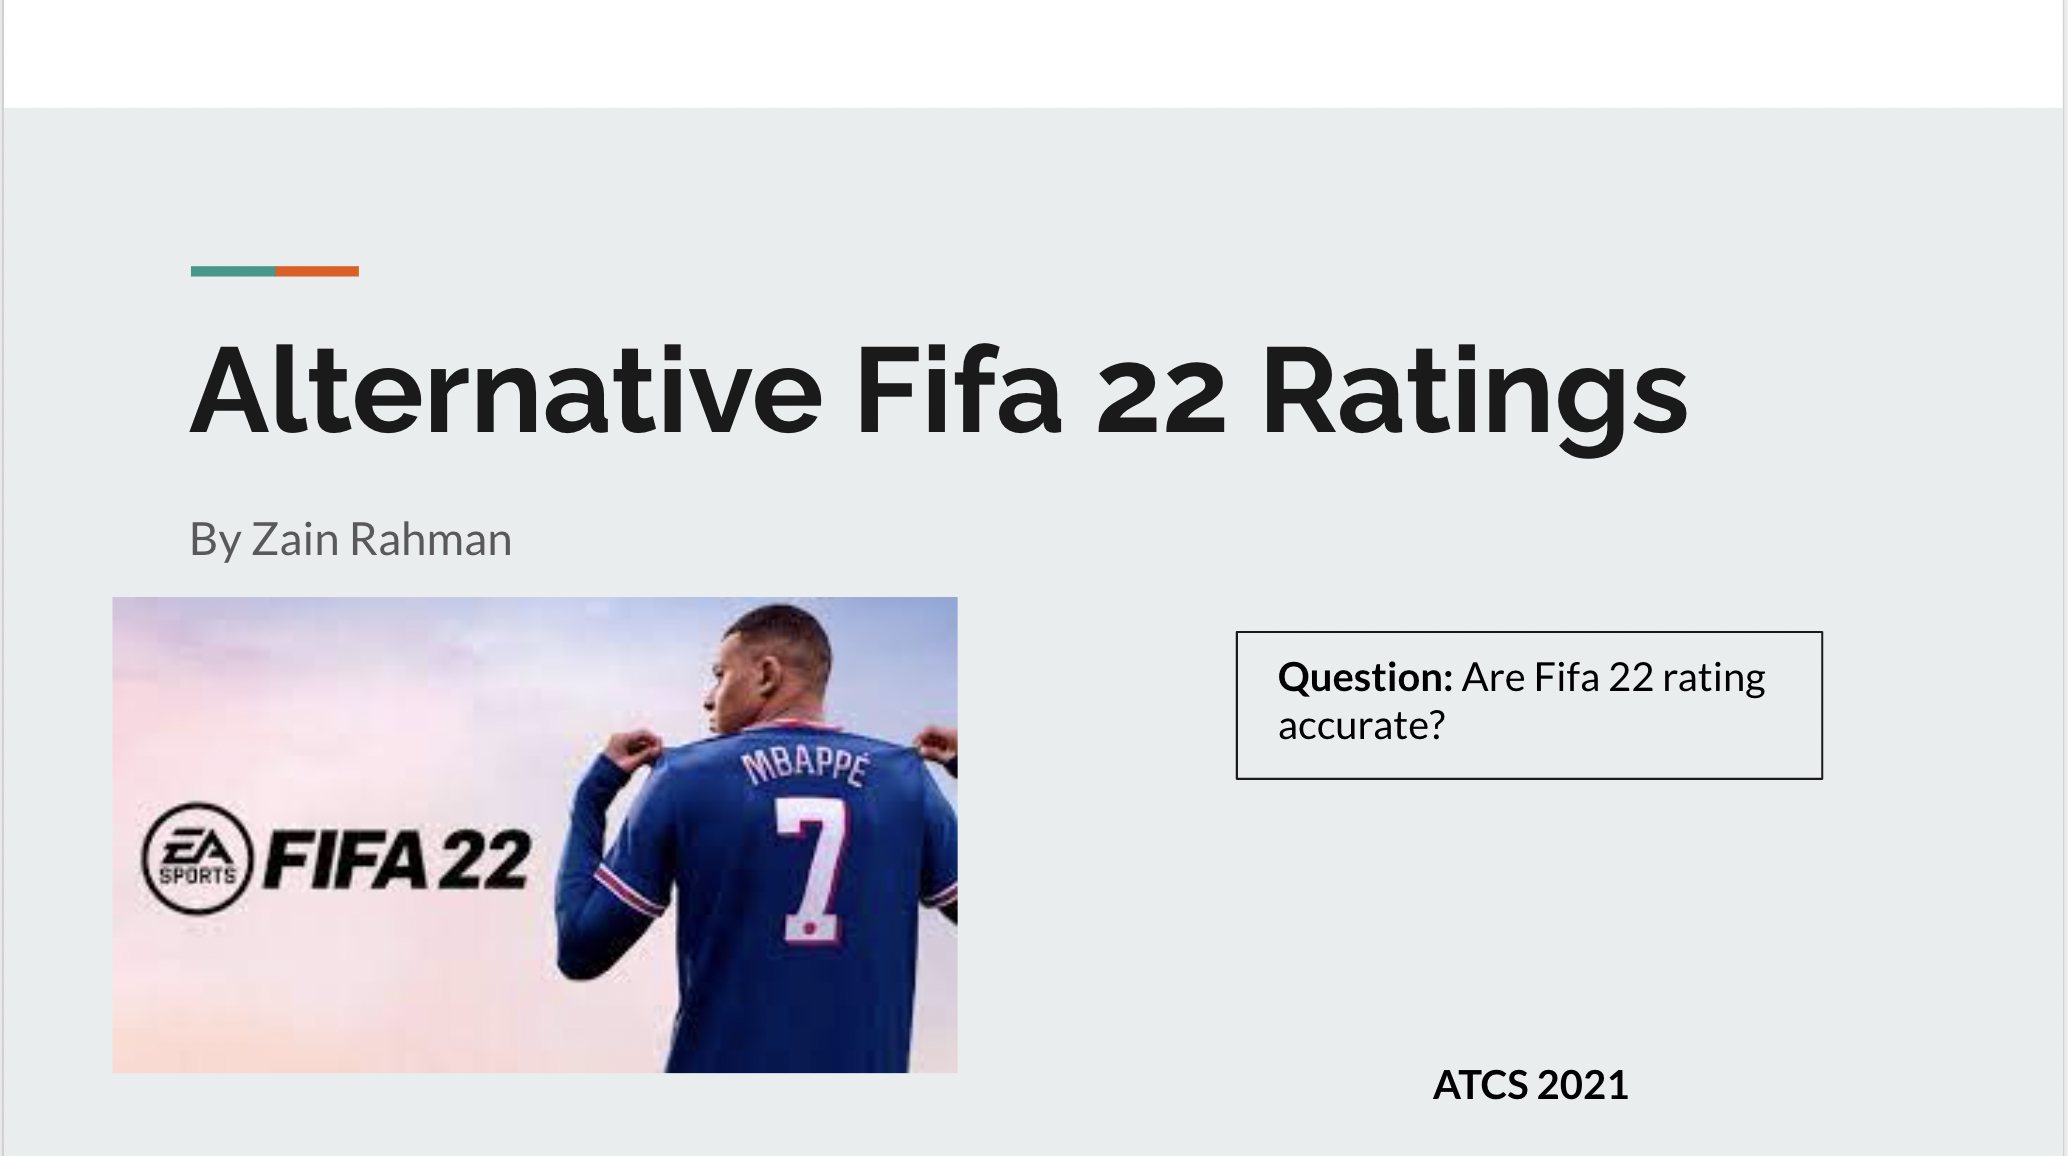 Alternative Fifa 22 Ratings
By Zain Rahman
MBAPPÉ
7
EA
SPORTS
FIFA 22
Question: Are Fifa 22 rating
accurate?
ATCS 2021